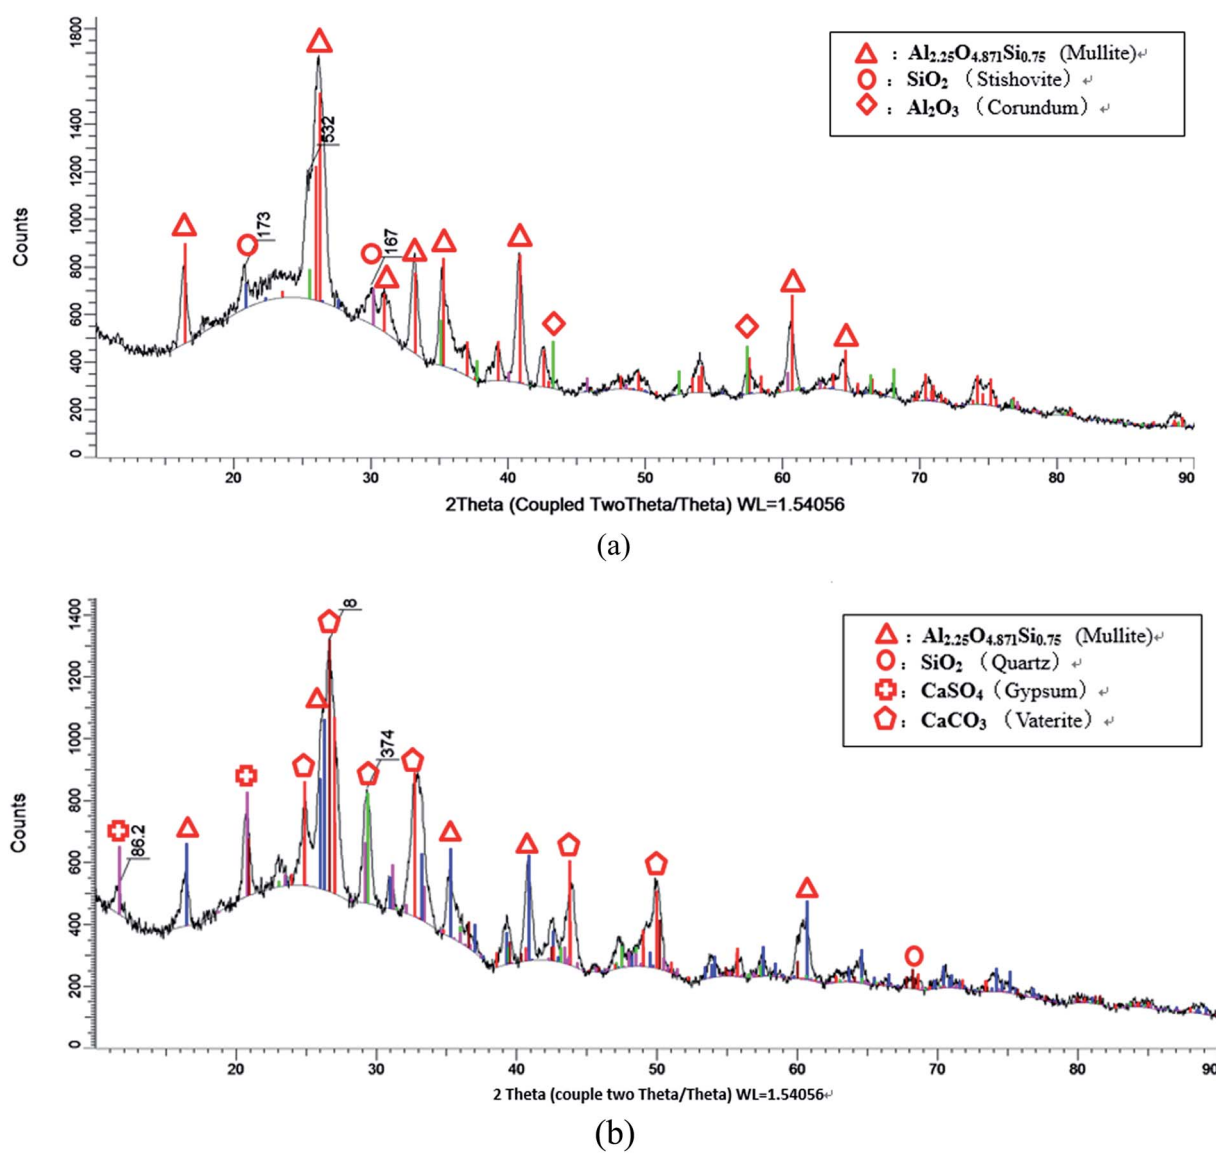 1800
1400
1200
1000
800
600
400
200
0
Counts
532
173
167
: Al2.25O4.871Si0.75 (Mullite)↵
: SiO2 (Stishovite) ↵
: Al2O3 (Corundum) ↵
20 30 40 50 60 70 80 90
2Theta (Coupled TwoTheta/Theta) WL=1.54056
(a)
1400
1200
1000
800
600
400
200
0
Counts
8
374
86.2
: Al2.25O4.871Si0.75 (Mullite)↵
: SiO2 (Quartz) ↵
: CaSO4 (Gypsum) ↵
: CaCO3 (Vaterite) ↵
20 30 40 50 60 70 80 90
2 Theta (couple two Theta/Theta) WL=1.54056↵
(b)